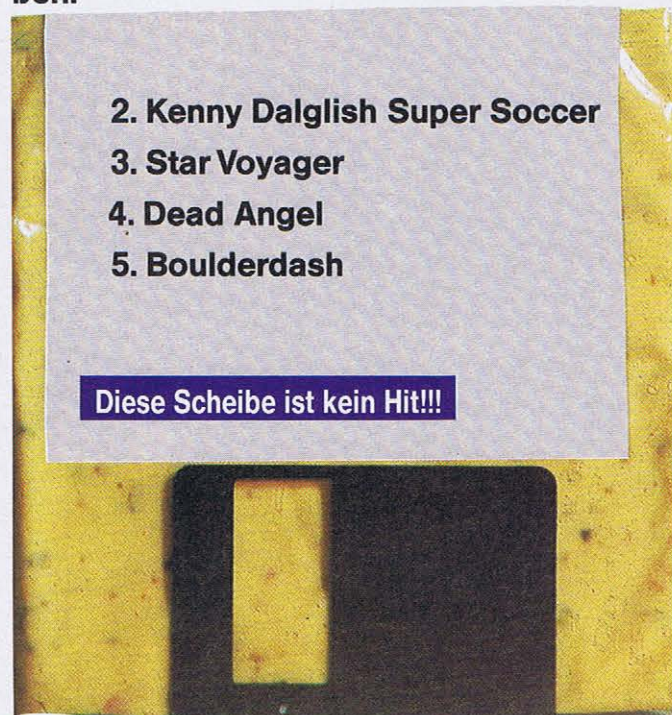 2. Kenny Dalglish Super Soccer
3. Star Voyager
4. Dead Angel
5. Boulderdash
Diese Scheibe ist kein Hit!!!